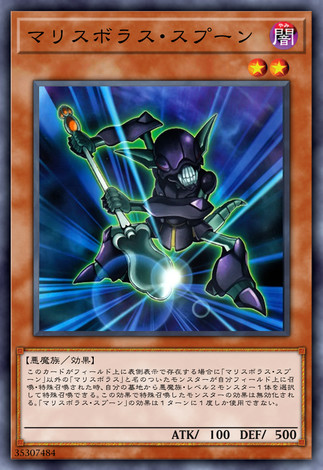 マリスボラス・スプーン
やみ
闇
【悪魔族／効果】
このカードがフィールド上に表側表示で存在する場合に「マリスボラス・スプ
ーン」以外の「マリスボラス」と名のついたモンスターが自分フィールド上に召
喚・特殊召喚された時、自分の墓地から悪魔族・レベル２モンスター１体を選択
して特殊召喚できる。この効果で特殊召喚したモンスターの効果は無効化さ
れる。「マリスボラス・スプーン」の効果は１ターンに１度しか使用できない。
ATK/ 100 DEF/ 500
35307484